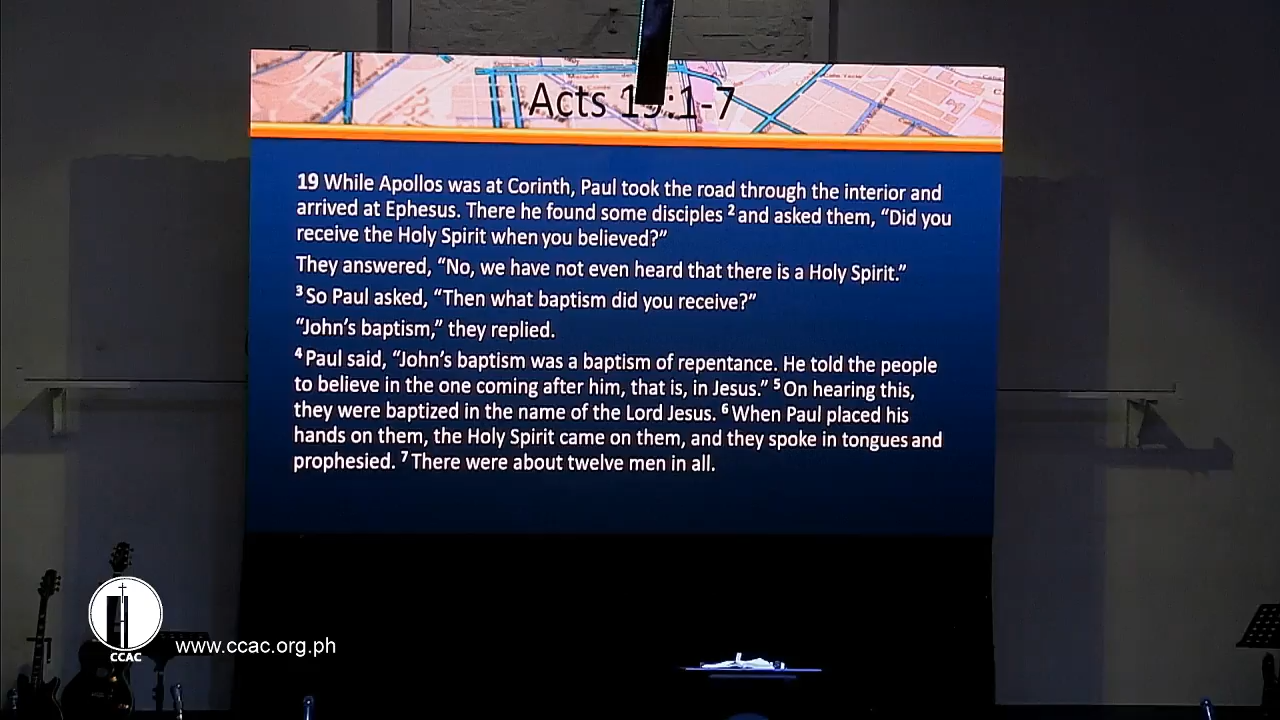 Acts 19:1-7
19 While Apollos was at Corinth, Paul took the road through the interior and
arrived at Ephesus. There he found some disciples 2 and asked them, “Did you
receive the Holy Spirit when you believed?”
They answered, “No, we have not even heard that there is a Holy Spirit.”
3 So Paul asked, “Then what baptism did you receive?”
“John’s baptism,” they replied.
4 Paul said, “John’s baptism was a baptism of repentance. He told the people
to believe in the one coming after him, that is, in Jesus.” 5 On hearing this,
they were baptized in the name of the Lord Jesus. 6 When Paul placed his
hands on them, the Holy Spirit came on them, and they spoke in tongues and
prophesied. 7 There were about twelve men in all.
CCAC
www.ccac.org.ph